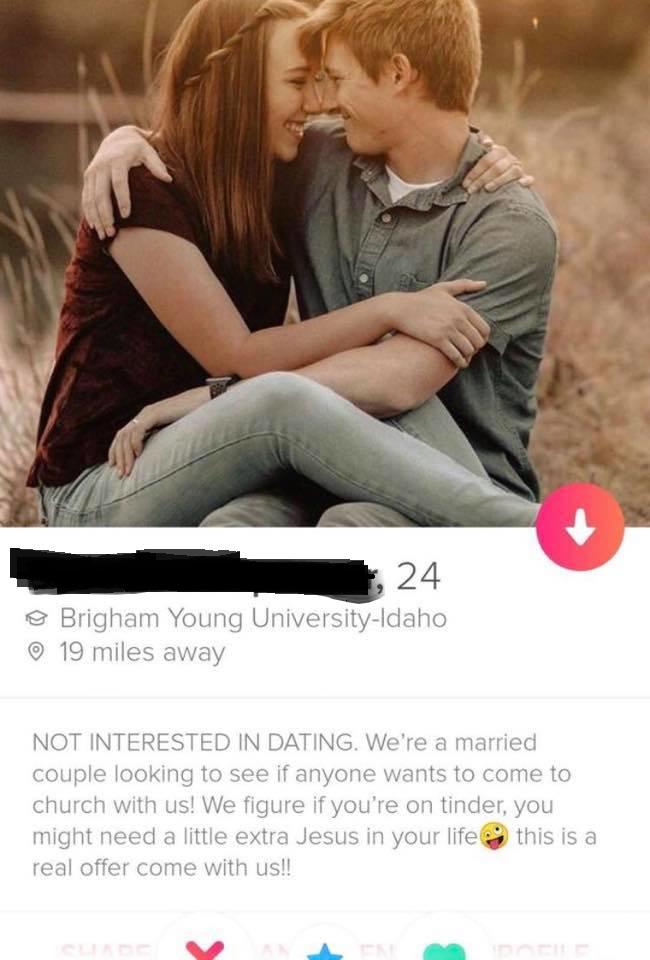 , 24
Brigham Young University-Idaho
19 miles away
NOT INTERESTED IN DATING. We're a married
couple looking to see if anyone wants to come to
church with us! We figure if you're on tinder, you
might need a little extra Jesus in your life🤪 this is a
real offer come with us!!
SHARE